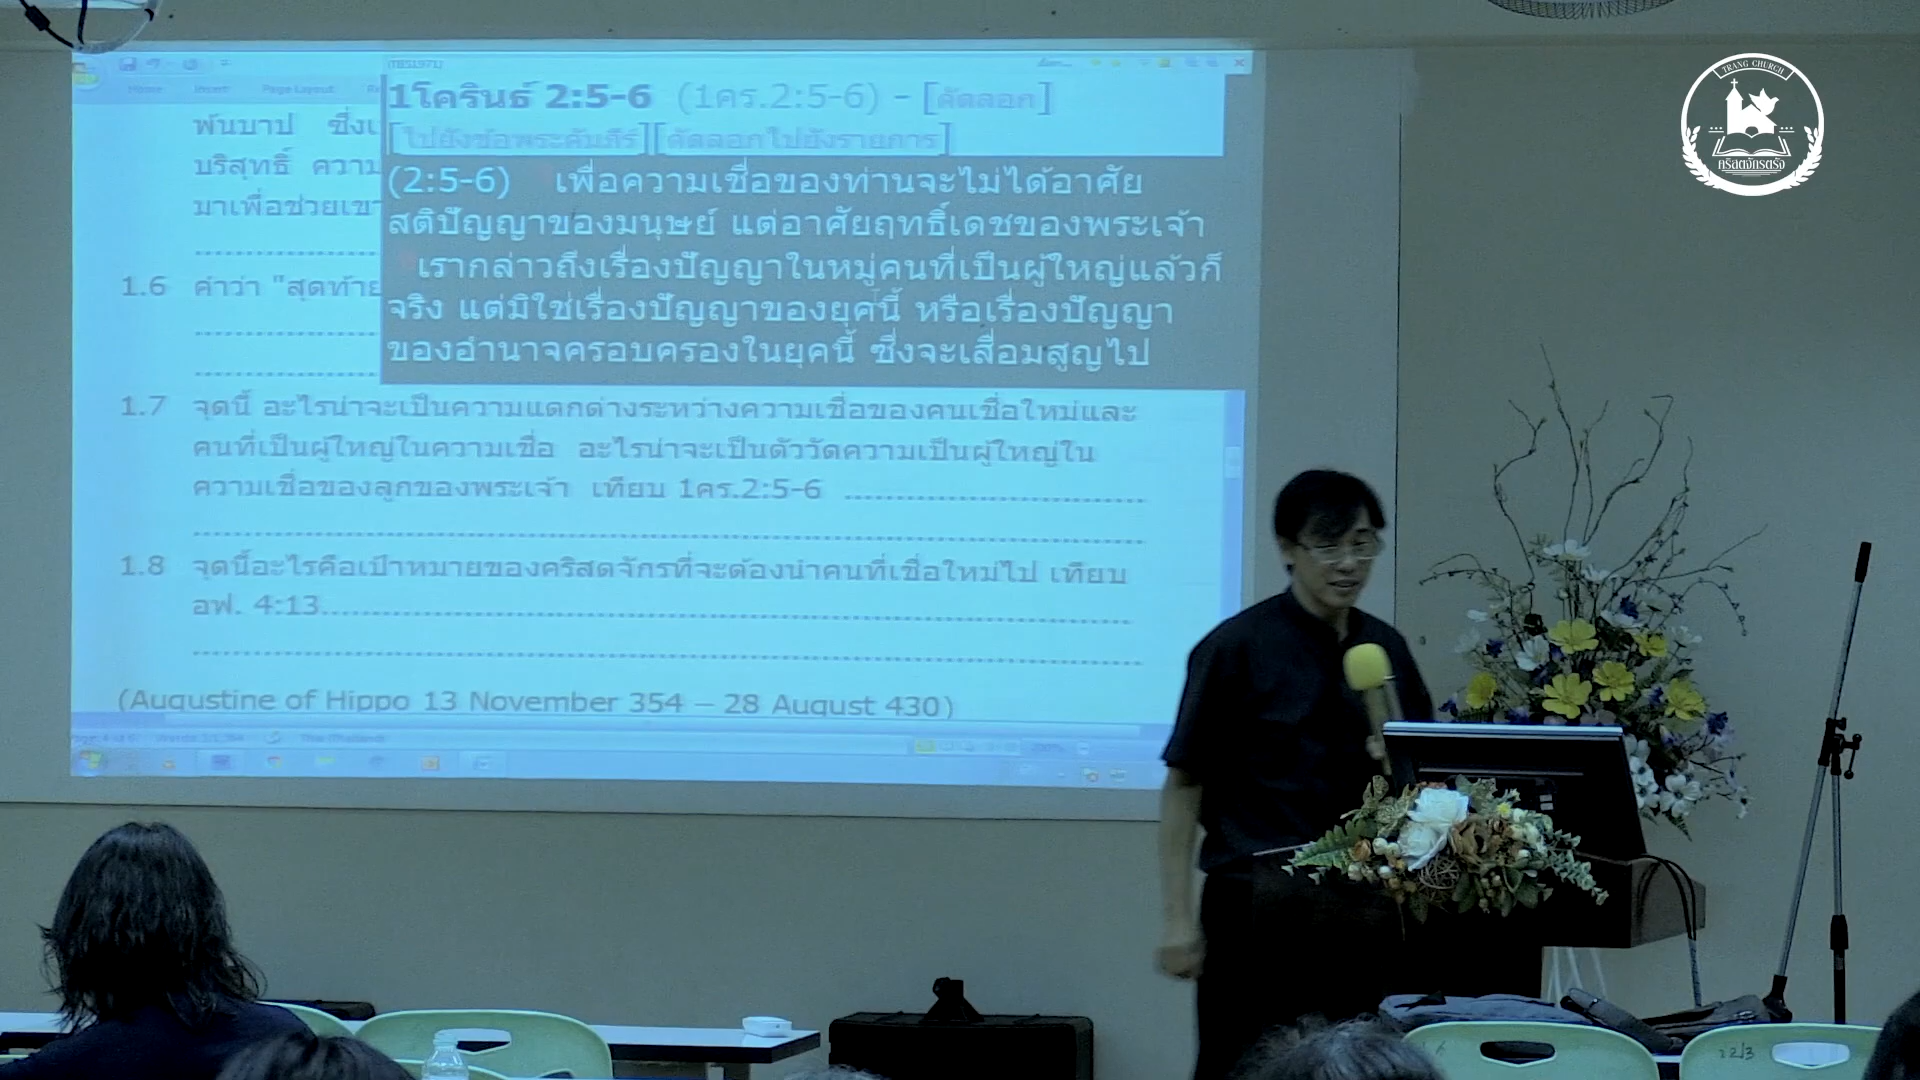 TRANG CHURCH
คริสตจักรตรัง
(TBS1971)
Home Insert Page Layout
1โครินธ์ 2:5-6 (1คร.2:5-6) - [คัดลอก]
[ไปยังข้อพระคัมภีร์][คัดลอกไปยังรายการ]
(2:5-6) เพื่อความเชื่อของท่านจะไม่ได้อาศัย
สติปัญญาของมนุษย์ แต่อาศัยฤทธิ์เดชของพระเจ้า
เรากล่าวถึงเรื่องปัญญาในหมู่คนที่เป็นผู้ใหญ่แล้วก็
จริง แต่มิใช่เรื่องปัญญาของยุคนี้ หรือเรื่องปัญญา
ของอำนาจครอบครองในยุคนี้ ซึ่งจะเสื่อมสูญไป
พ้นบาป ซึ่งเ
บริสุทธิ์ ความ
มาเพื่อช่วยเขา
1.6 คำว่า "สุดท้าย
1.7 จุดนี้ อะไรน่าจะเป็นความแตกต่างระหว่างความเชื่อของคนเชื่อใหม่และ
คนที่เป็นผู้ใหญ่ในความเชื่อ อะไรน่าจะเป็นตัววัดความเป็นผู้ใหญ่ใน
ความเชื่อของลูกของพระเจ้า เทียบ 1คร.2:5-6 ........................................
1.8 จุดนี้อะไรคือเป้าหมายของคริสตจักรที่จะต้องนำคนที่เชื่อใหม่ไป เทียบ
อฟ. 4:13................................................................................
(Augustine of Hippo 13 November 354 – 28 August 430)
22/3